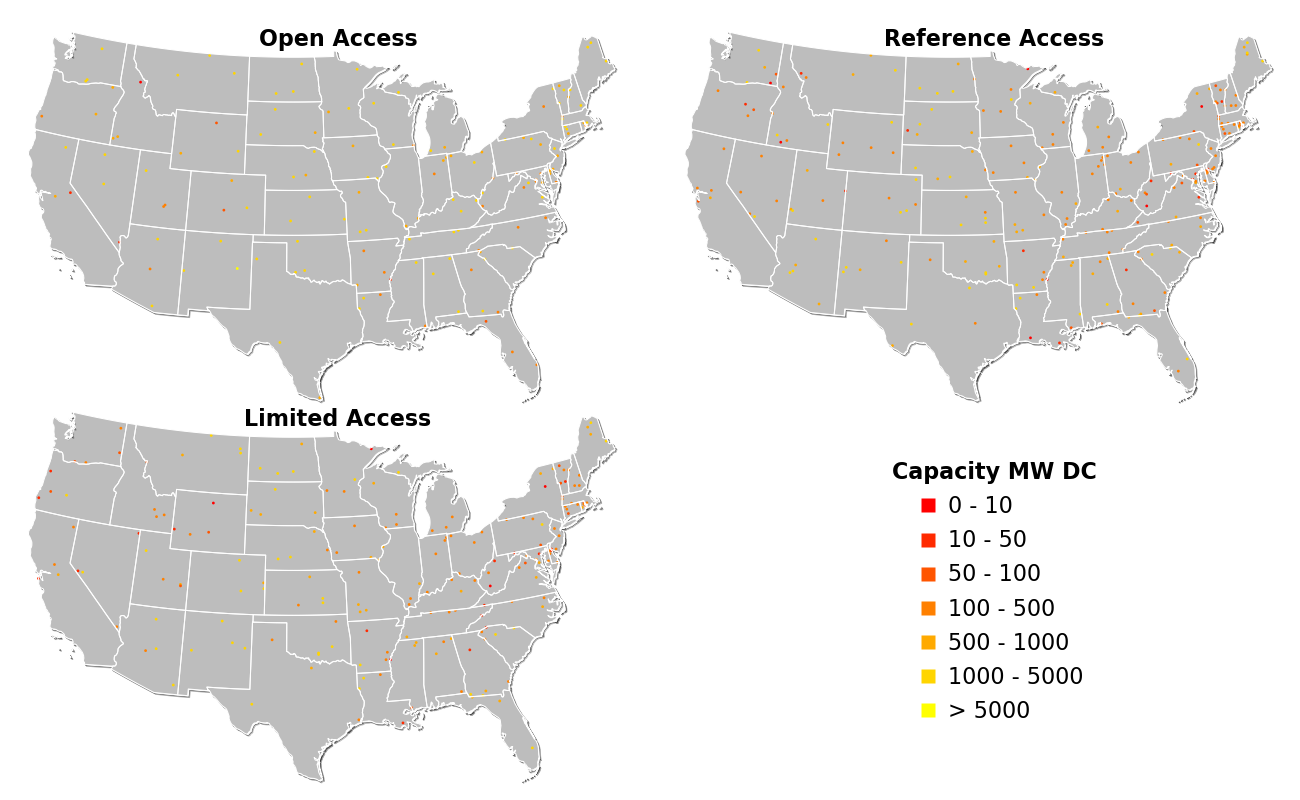 Open Access
Reference Access
Limited Access
Capacity MW DC
0 - 10
10 - 50
50 - 100
100 - 500
500 - 1000
1000 - 5000
> 5000